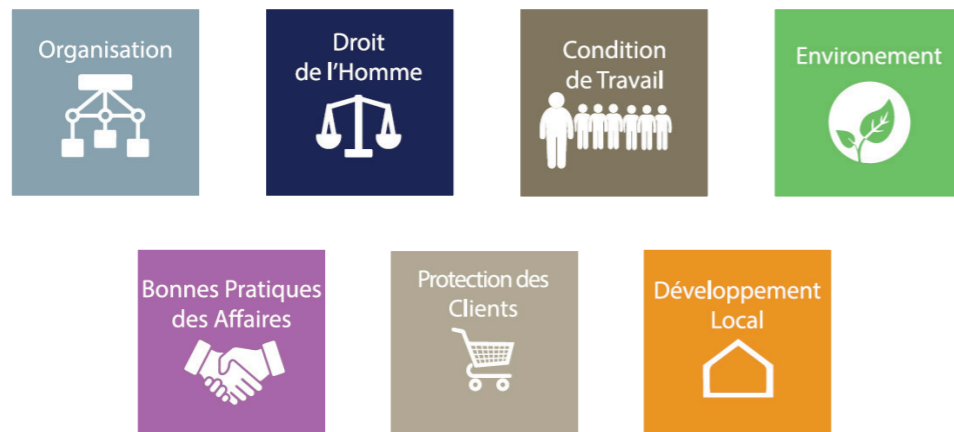 Organisation
Droit
de l'Homme
Condition
de Travail
Environement
Bonnes Pratiques
des Affaires
Protection des
Clients
Développement
Local